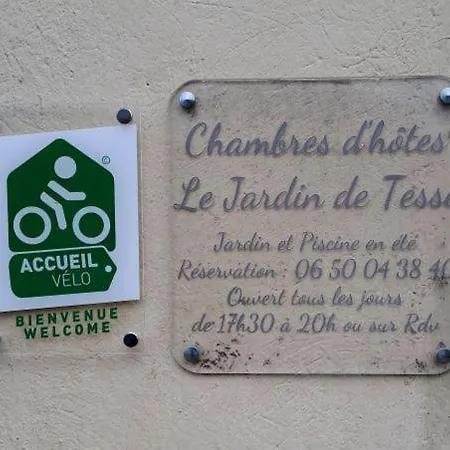 ©
ACCUEIL
VÉLO
BIENVENUE
WELCOME
Chambres d'hôtes
Le Jardin de
Jardin et Piscine en été
Réservation : 06 50 04 38 40
Ouvert tous les jours
de 17h30 à 20h ou sur Rdv